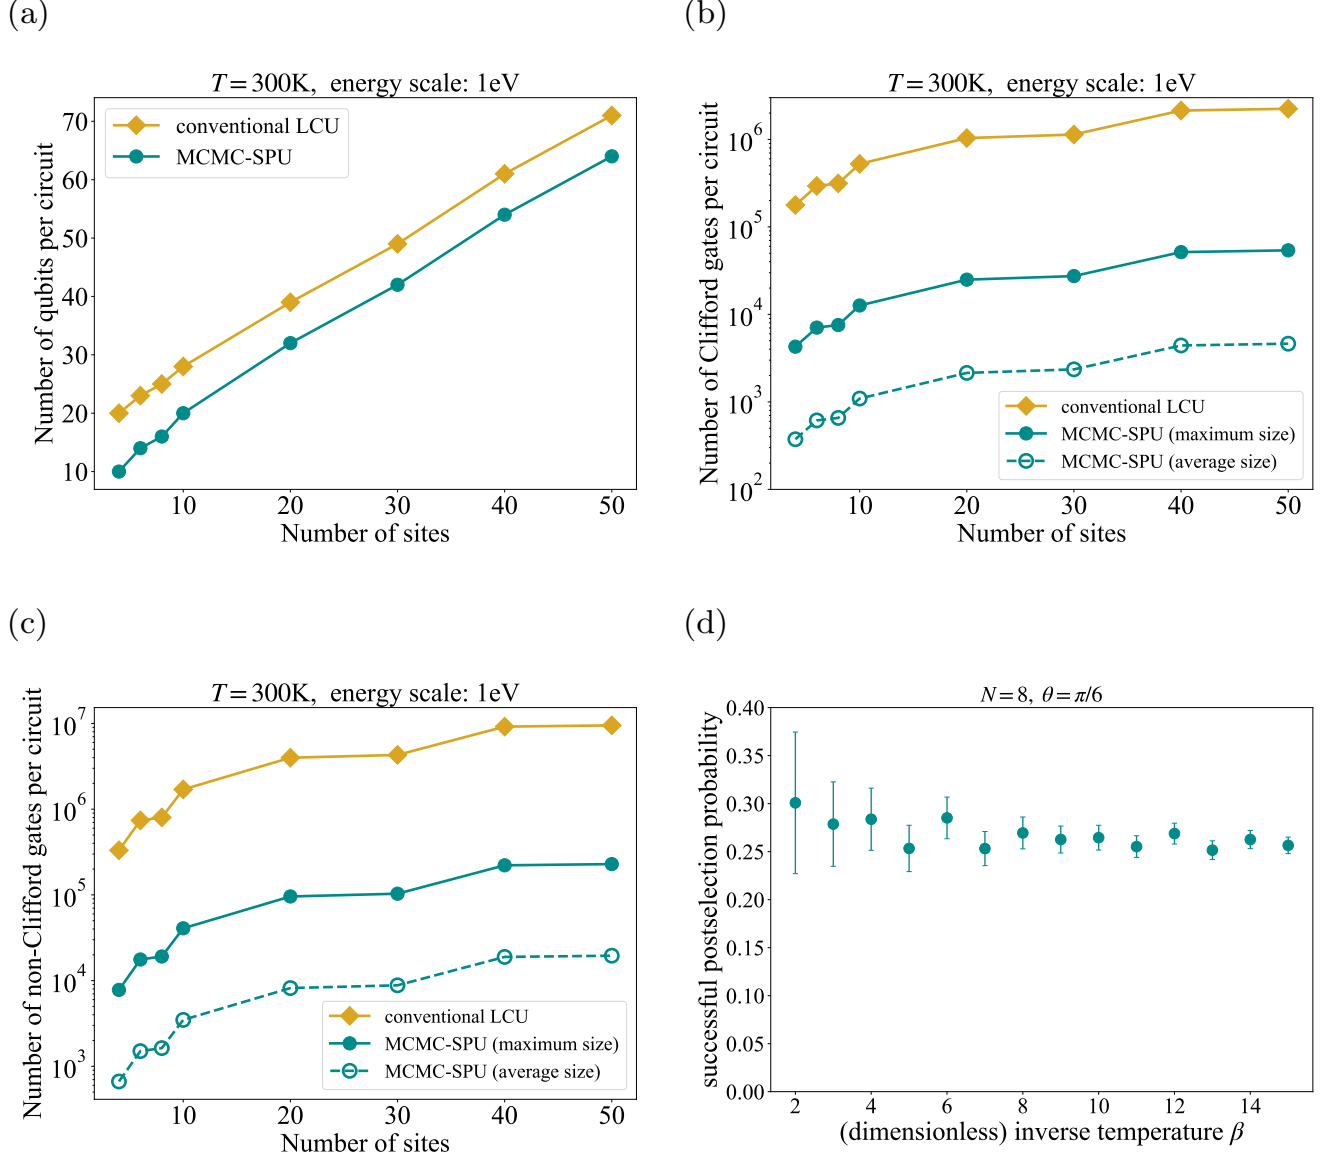 (a)
T = 300K, energy scale: 1eV
Number of qubits per circuit
70
60
50
40
30
20
10
conventional LCU
MCMC-SPU
10 20 30 40 50
Number of sites
(b)
T = 300K, energy scale: 1eV
Number of Clifford gates per circuit
10^6
10^5
10^4
10^3
10^2
conventional LCU
MCMC-SPU (maximum size)
MCMC-SPU (average size)
10 20 30 40 50
Number of sites
(c)
T = 300K, energy scale: 1eV
Number of non-Clifford gates per circuit
10^7
10^6
10^5
10^4
10^3
conventional LCU
MCMC-SPU (maximum size)
MCMC-SPU (average size)
10 20 30 40 50
Number of sites
(d)
N = 8, θ = π/6
successful postselection probability
0.40
0.35
0.30
0.25
0.20
0.15
0.10
0.05
0.00
2 4 6 8 10 12 14
(dimensionless) inverse temperature β